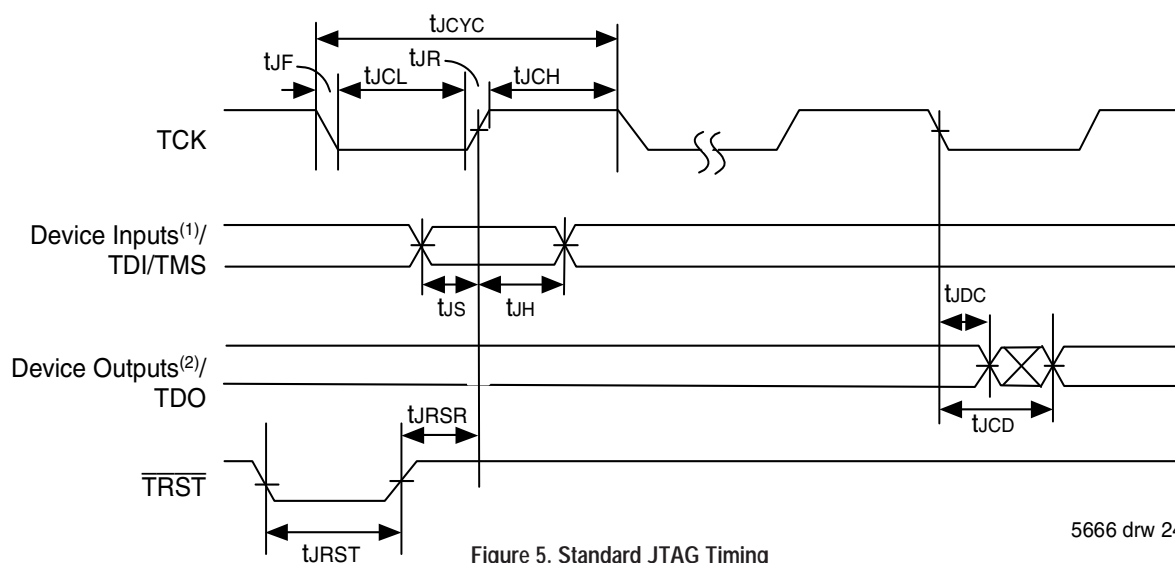 tJCYC
tJF
tJR
tJCL
tJCH
TCK
Device Inputs(1)/
TDI/TMS
tJS
tJH
tJDC
Device Outputs(2)/
TDO
tJRSR
tJCD
TRST
tJRST
5666 drw 24
Figure 5. Standard JTAG Timing